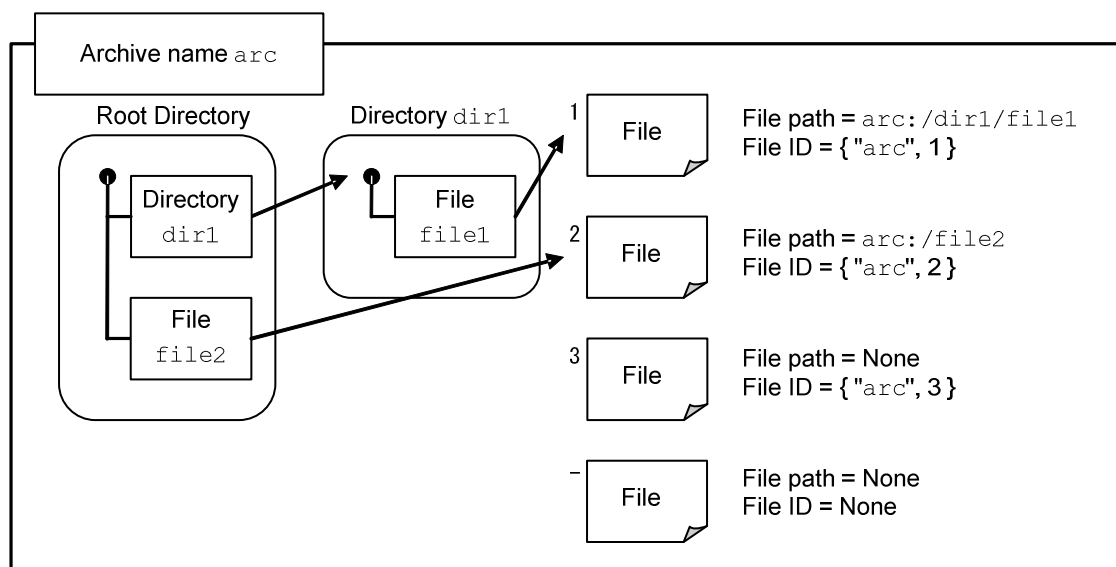 Archive name arc
Root Directory
Directory
dir1
File
file2
Directory dir1
File
file1
1
File
File path = arc:/dir1/file1
File ID = { "arc", 1 }
2
File
File path = arc:/file2
File ID = { "arc", 2 }
3
File
File path = None
File ID = { "arc", 3 }
–
File
File path = None
File ID = None